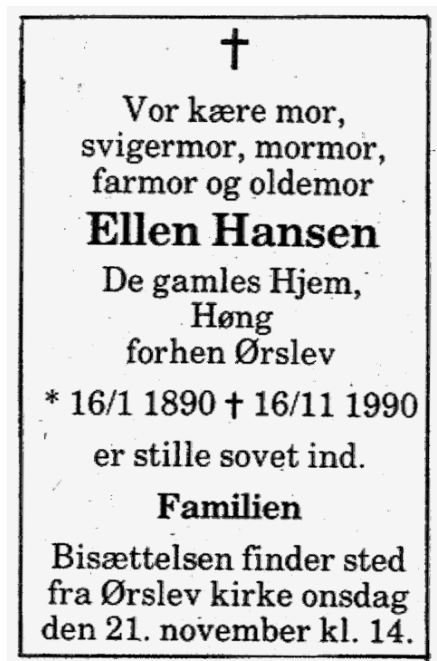 †
Vor kære mor,
svigermor, mormor,
farmor og oldemor
Ellen Hansen
De gamles Hjem,
Høng
forhen Ørslev
* 16/1 1890 † 16/11 1990
er stille sovet ind.
Familien
Bisættelsen finder sted
fra Ørslev kirke onsdag
den 21. november kl. 14.